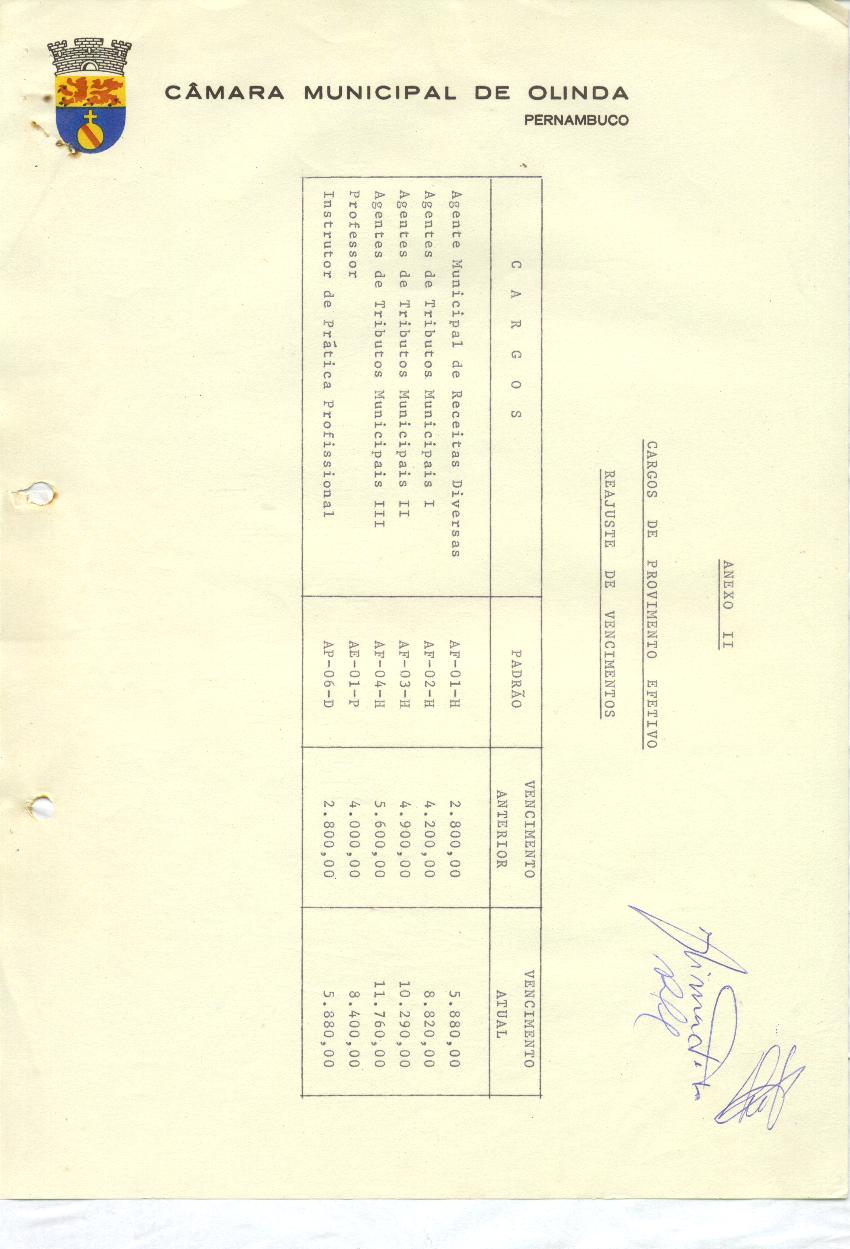 CÂMARA MUNICIPAL DE OLINDA
PERNAMBUCO
ANEXO II
CARGOS DE PROVIMENTO EFETIVO
REAJUSTE DE VENCIMENTOS
C A R G O S PADRÃO VENCIMENTO ANTERIOR VENCIMENTO ATUAL
Agente Municipal de Receitas Diversas AF-01-H 2.800,00 5.880,00
Agentes de Tributos Municipais I AF-02-H 4.200,00 8.820,00
Agentes de Tributos Municipais II AF-03-H 4.900,00 10.290,00
Agentes de Tributos Municipais III AF-04-H 5.600,00 11.760,00
Professor AE-01-P 4.000,00 8.400,00
Instrutor de Prática Profissional AP-06-D 2.800,00 5.880,00